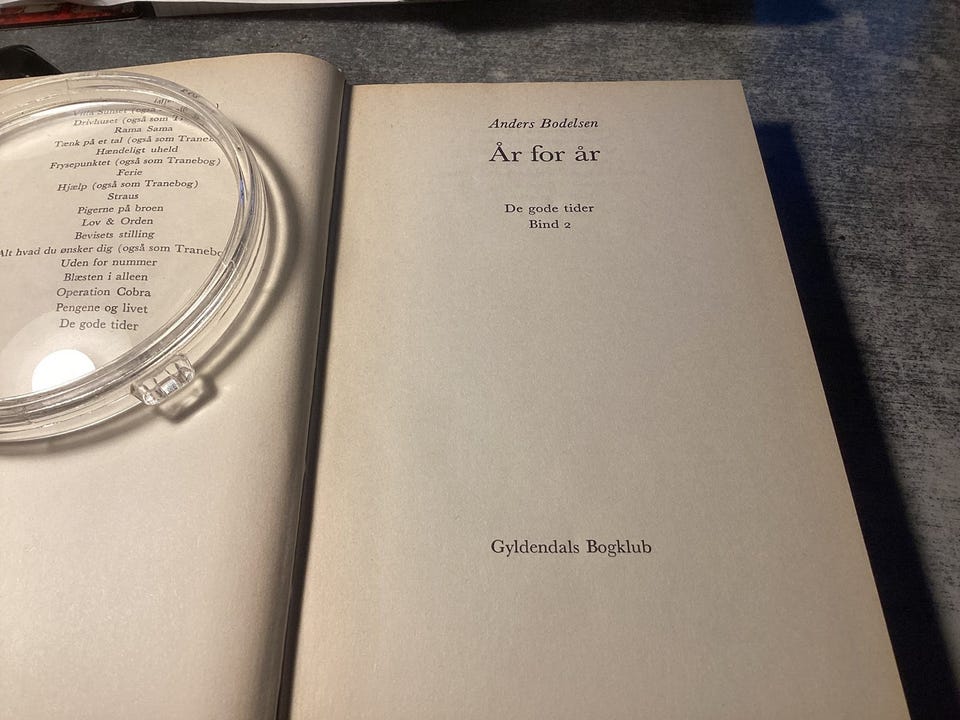 Villa Sunset (også
Drivhuset (også som
Rama Sama
Tænk på et tal (også som Traneb
Hændeligt uheld
Frysepunktet (også som Tranebog)
Ferie
Hjælp (også som Tranebog)
Straus
Pigerne på broen
Lov & Orden
Bevisets stilling
Alt hvad du ønsker dig (også som Tranebo
Uden for nummer
Blæsten i alleen
Operation Cobra
Pengene og livet
De gode tider
Anders Bodelsen
År for år
De gode tider
Bind 2
Gyldendals Bogklub